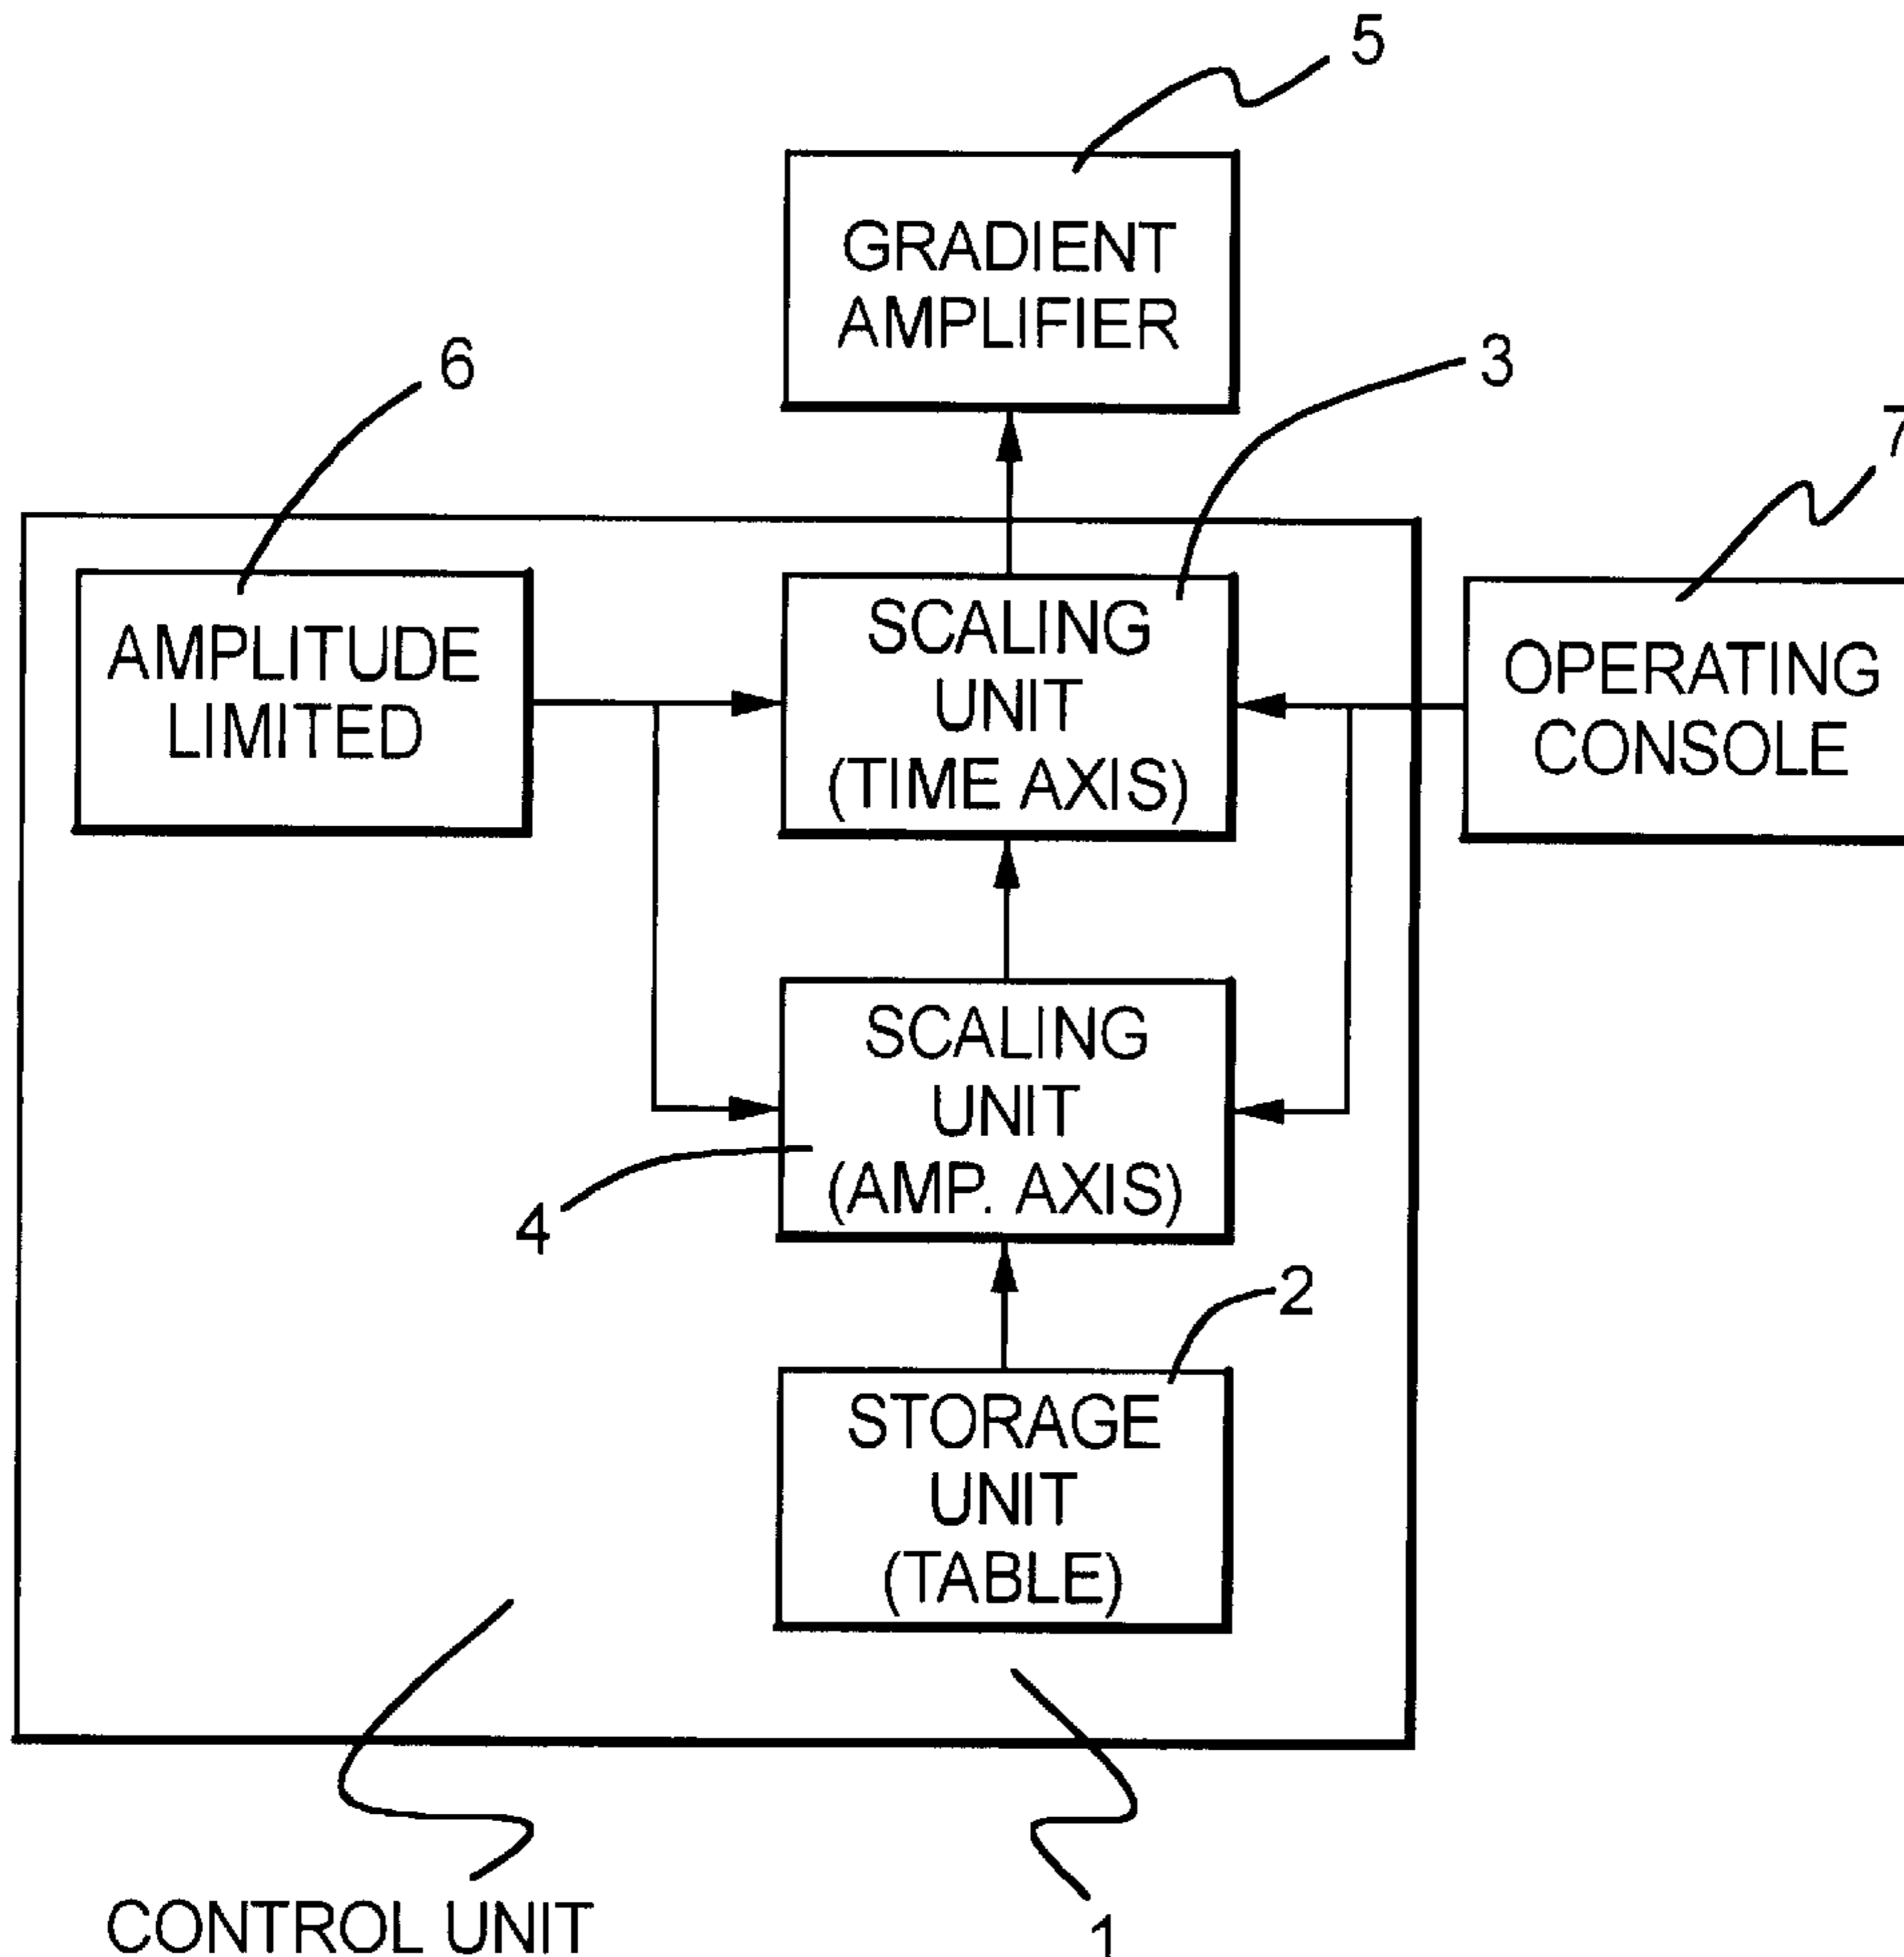 5
GRADIENT
AMPLIFIER
6
3
7
AMPLITUDE
LIMITED
SCALING
UNIT
(TIME AXIS)
OPERATING
CONSOLE
SCALING
UNIT
(AMP. AXIS)
4
2
STORAGE
UNIT
(TABLE)
CONTROL UNIT
1